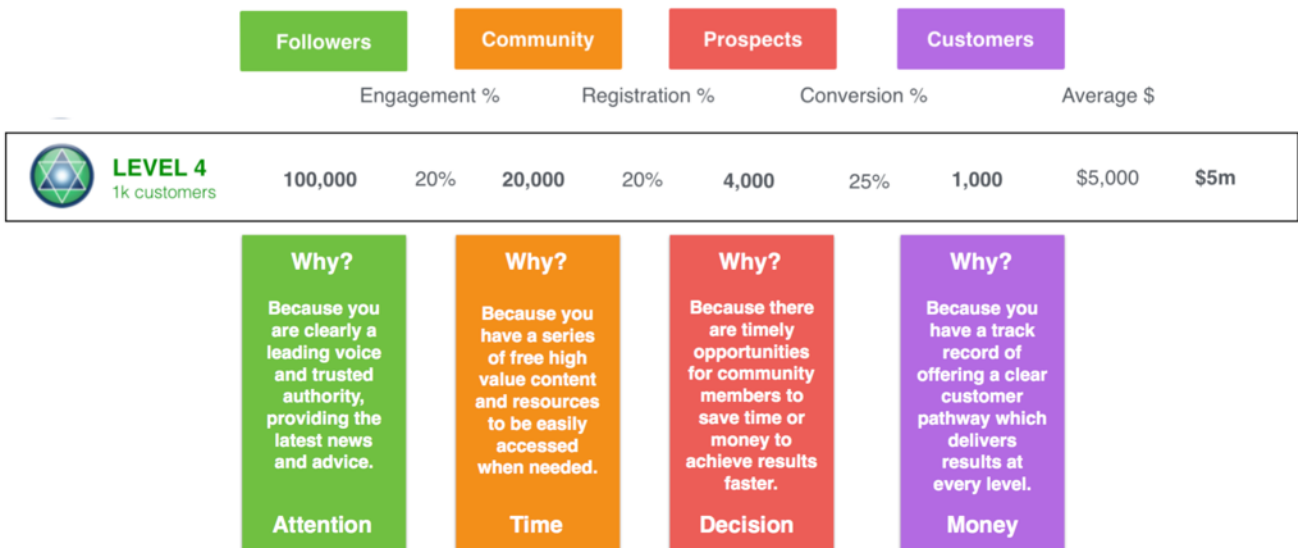 Followers Community Prospects Customers
Engagement % Registration % Conversion % Average $
LEVEL 4
1k customers
100,000 20% 20,000 20% 4,000 25% 1,000 $5,000 $5m
Why?
Because you
are clearly a
leading voice
and trusted
authority,
providing the
latest news
and advice.
Attention
Why?
Because you
have a series
of free high
value content
and resources
to be easily
accessed
when needed.
Time
Why?
Because there
are timely
opportunities
for community
members to
save time or
money to
achieve results
faster.
Decision
Why?
Because you
have a track
record of
offering a clear
customer
pathway which
delivers
results at
every level.
Money